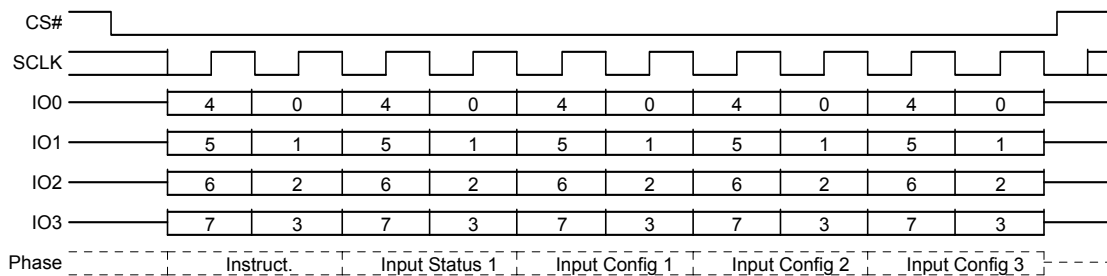 CS#
SCLK
IO0 4 0 4 0 4 0 4 0 4 0
IO1 5 1 5 1 5 1 5 1 5 1
IO2 6 2 6 2 6 2 6 2 6 2
IO3 7 3 7 3 7 3 7 3 7 3
Phase Instruct. Input Status 1 Input Config 1 Input Config 2 Input Config 3